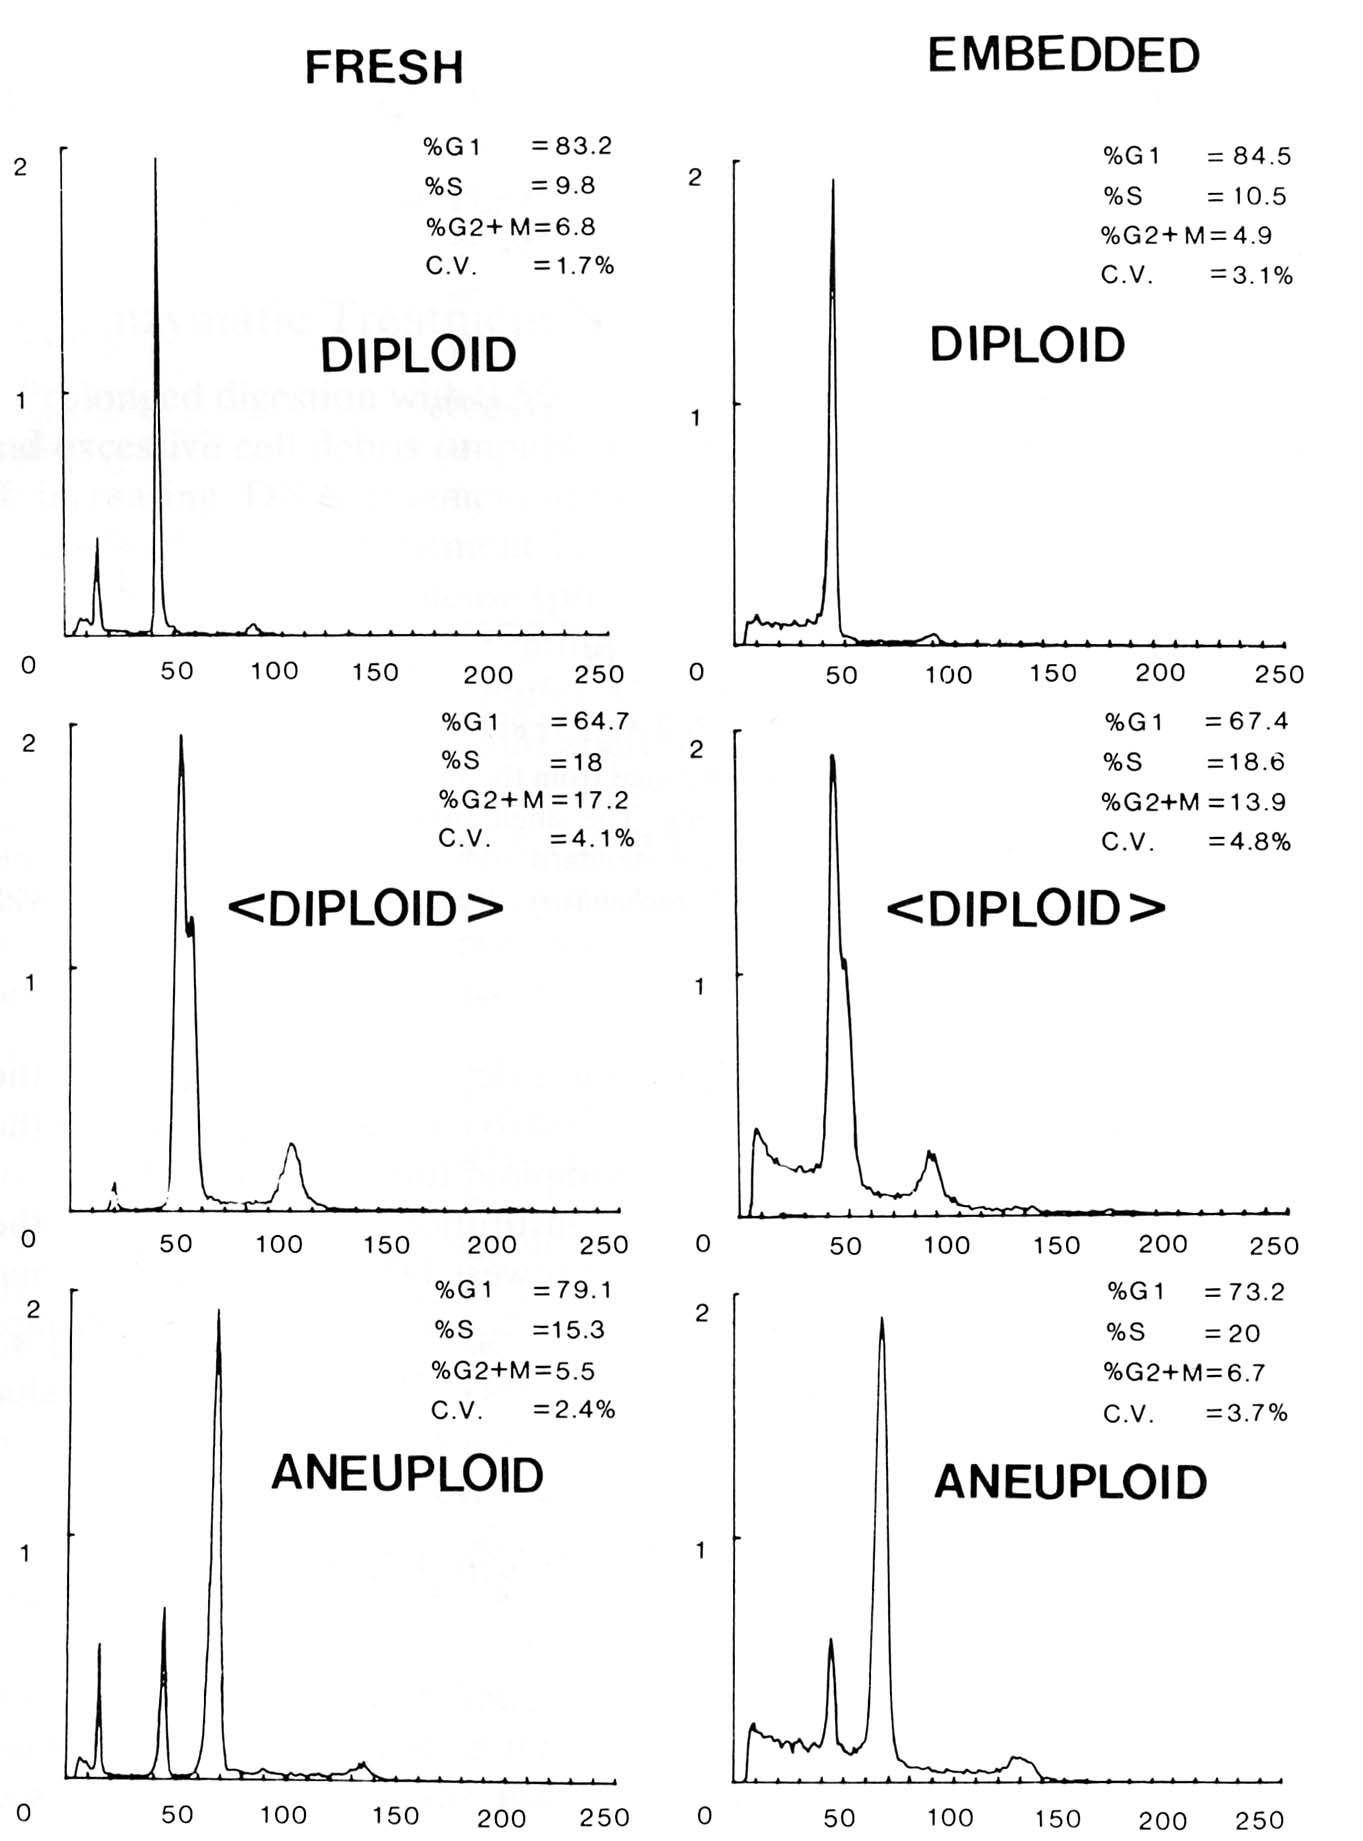 FRESH
EMBEDDED
%G1 =83.2
%S =9.8
%G2+M=6.8
C.V. =1.7%
DIPLOID
2
1
0 50 100 150 200 250
%G1 =84.5
%S =10.5
%G2+M=4.9
C.V. =3.1%
DIPLOID
2
1
0 50 100 150 200 250
%G1 =64.7
%S =18
%G2+M=17.2
C.V. =4.1%
<DIPLOID>
2
1
0 50 100 150 200 250
%G1 =67.4
%S =18.6
%G2+M=13.9
C.V. =4.8%
<DIPLOID>
2
1
0 50 100 150 200 250
%G1 =79.1
%S =15.3
%G2+M=5.5
C.V. =2.4%
ANEUPLOID
2
1
0 50 100 150 200 250
%G1 =73.2
%S =20
%G2+M=6.7
C.V. =3.7%
ANEUPLOID
2
1
0 50 100 150 200 250